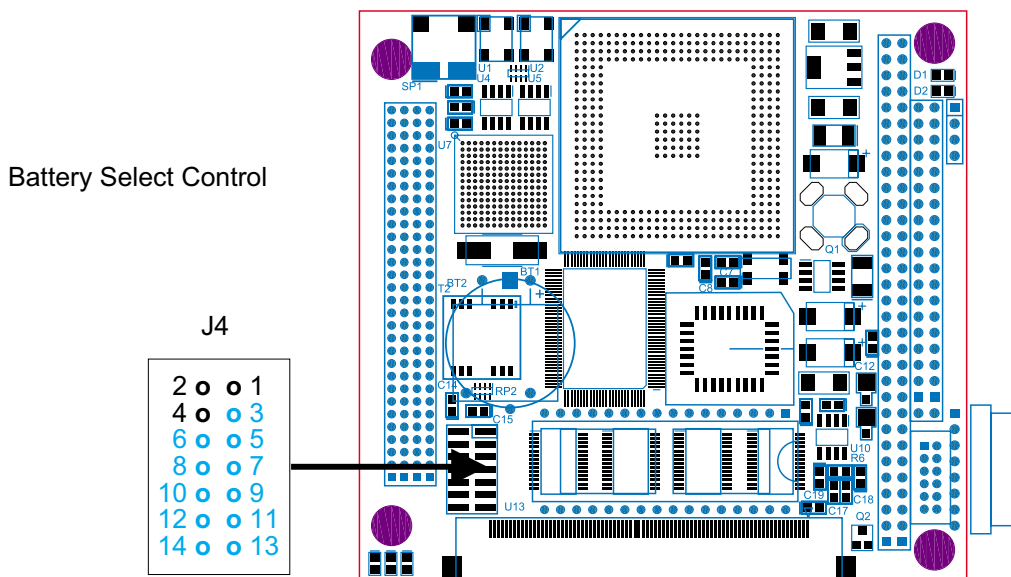 SP1
U1
U2
U4
U5
D1
D2
U7
Battery Select Control
Q1
+
BT1
BT2
T2
+
C7
C8
+
+
J4
C12
2 1
4 3
6 5
8 7
10 9
12 11
14 13
C14
RP2
C15
U10
R6
U13
C19
C18
C17
Q2